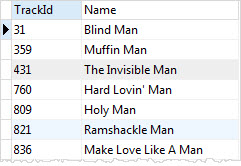 TrackId Name
31 Blind Man
359 Muffin Man
431 The Invisible Man
760 Hard Lovin' Man
809 Holy Man
821 Ramshackle Man
836 Make Love Like A Man